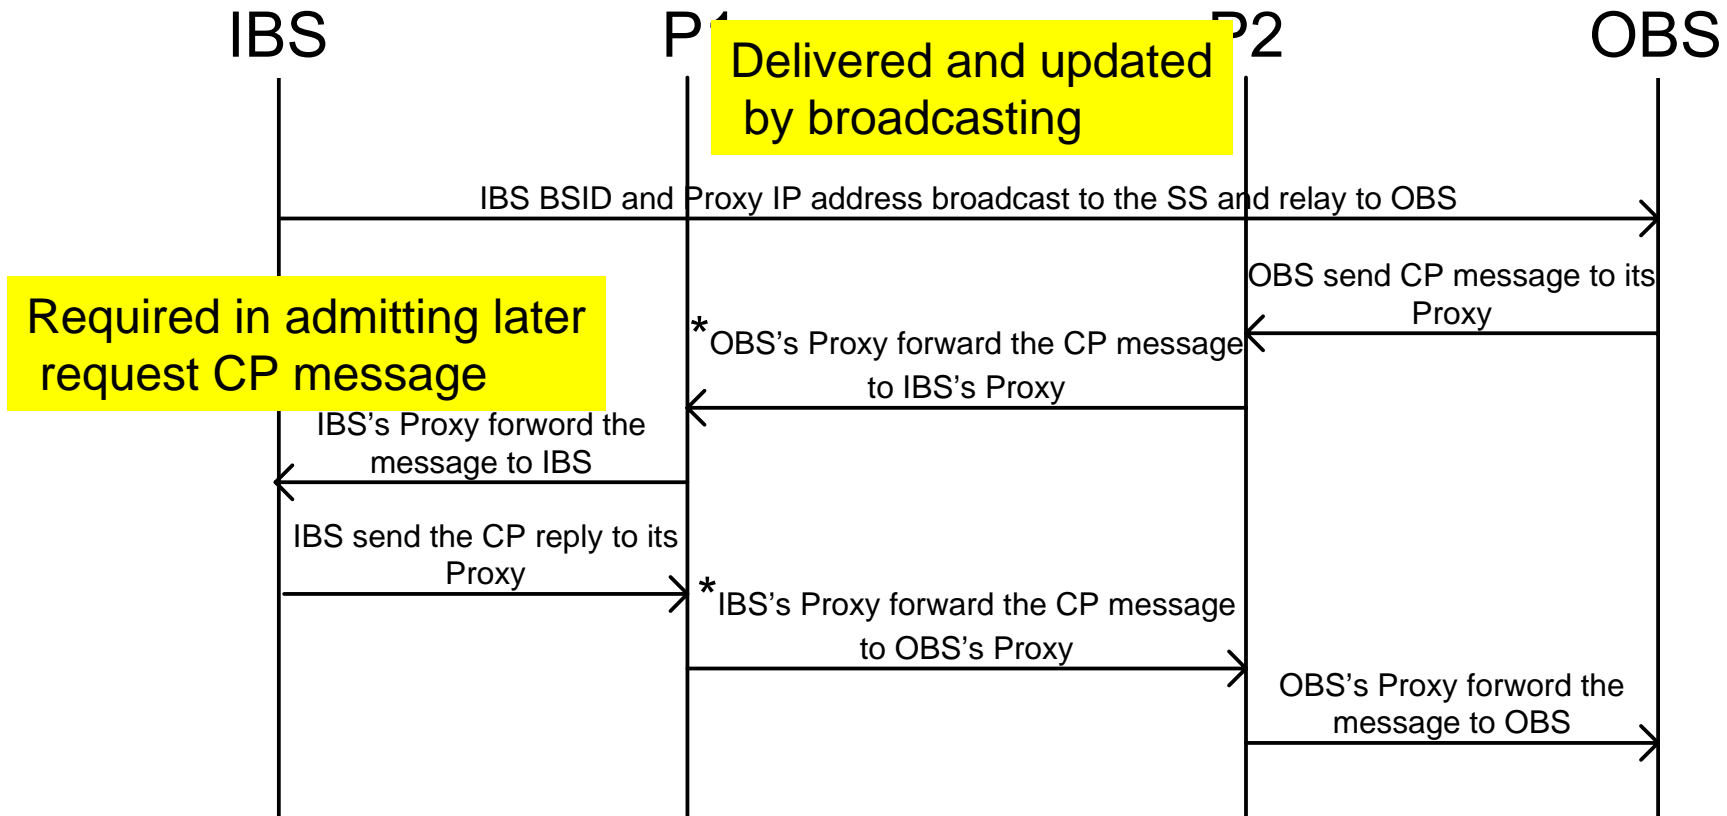 IBS
P1
P2
OBS
Delivered and updated
by broadcasting
IBS BSID and Proxy IP address broadcast to the SS and relay to OBS
OBS send CP message to its
Proxy
Required in admitting later
request CP message
*OBS's Proxy forward the CP message
to IBS's Proxy
IBS's Proxy forword the
message to IBS
IBS send the CP reply to its
Proxy
*IBS's Proxy forward the CP message
to OBS's Proxy
OBS's Proxy forword the
message to OBS